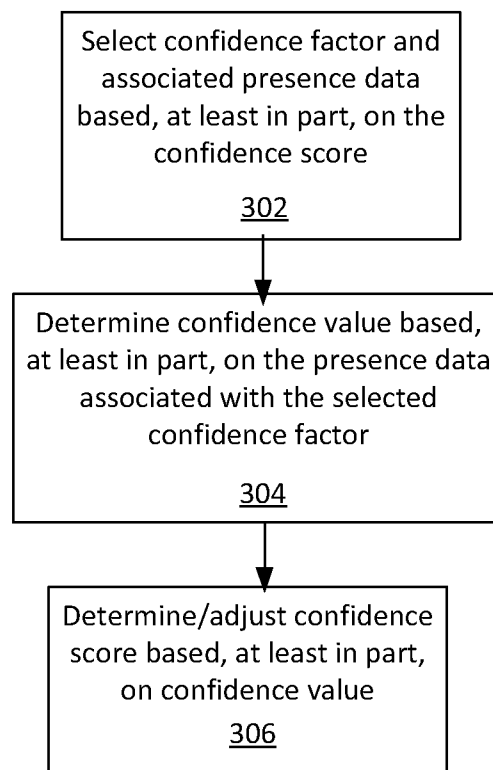 Select confidence factor and
associated presence data
based, at least in part, on the
confidence score
302
Determine confidence value based,
at least in part, on the presence data
associated with the selected
confidence factor
304
Determine/adjust confidence
score based, at least in part,
on confidence value
306